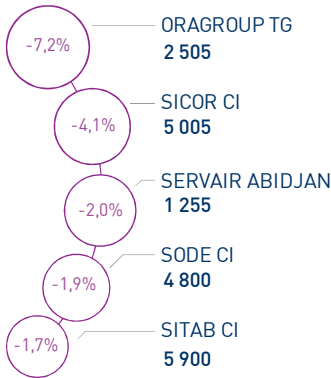 -7,2%
ORAGROUP TG
2 505
-4,1%
SICOR CI
5 005
-2,0%
SERVAIR ABIDJAN
1 255
-1,9%
SODE CI
4 800
-1,7%
SITAB CI
5 900